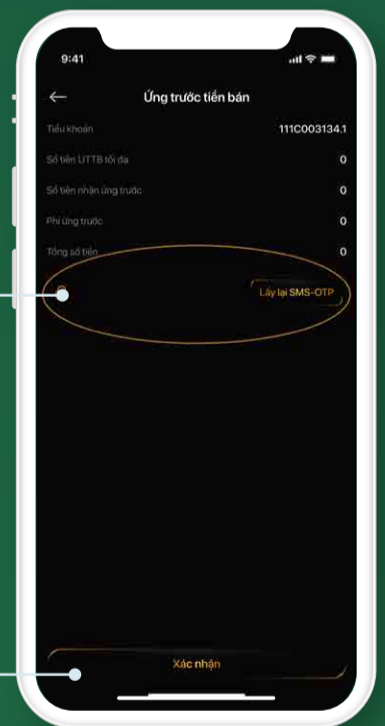 9:41
Ứng trước tiền bán
Tiểu khoản 111C003134.1
Số tiền UTTB tối đa 0
Số tiền nhận ứng trước 0
Phí ứng trước 0
Tổng số tiền 0
Lấy lại SMS-OTP
Xác nhận